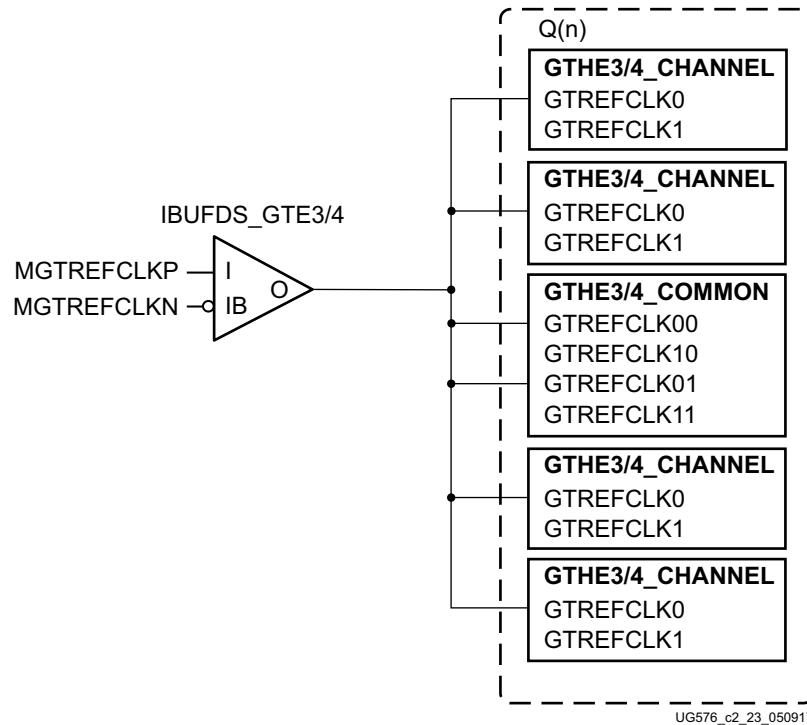 Q(n)
GTHE3/4_CHANNEL
GTREFCLK0
GTREFCLK1
GTHE3/4_CHANNEL
GTREFCLK0
GTREFCLK1
IBUFDS_GTE3/4
MGTREFCLKP
I
O
MGTREFCLKN
IB
GTHE3/4_COMMON
GTREFCLK00
GTREFCLK10
GTREFCLK01
GTREFCLK11
GTHE3/4_CHANNEL
GTREFCLK0
GTREFCLK1
GTHE3/4_CHANNEL
GTREFCLK0
GTREFCLK1
UG576_c2_23_05091